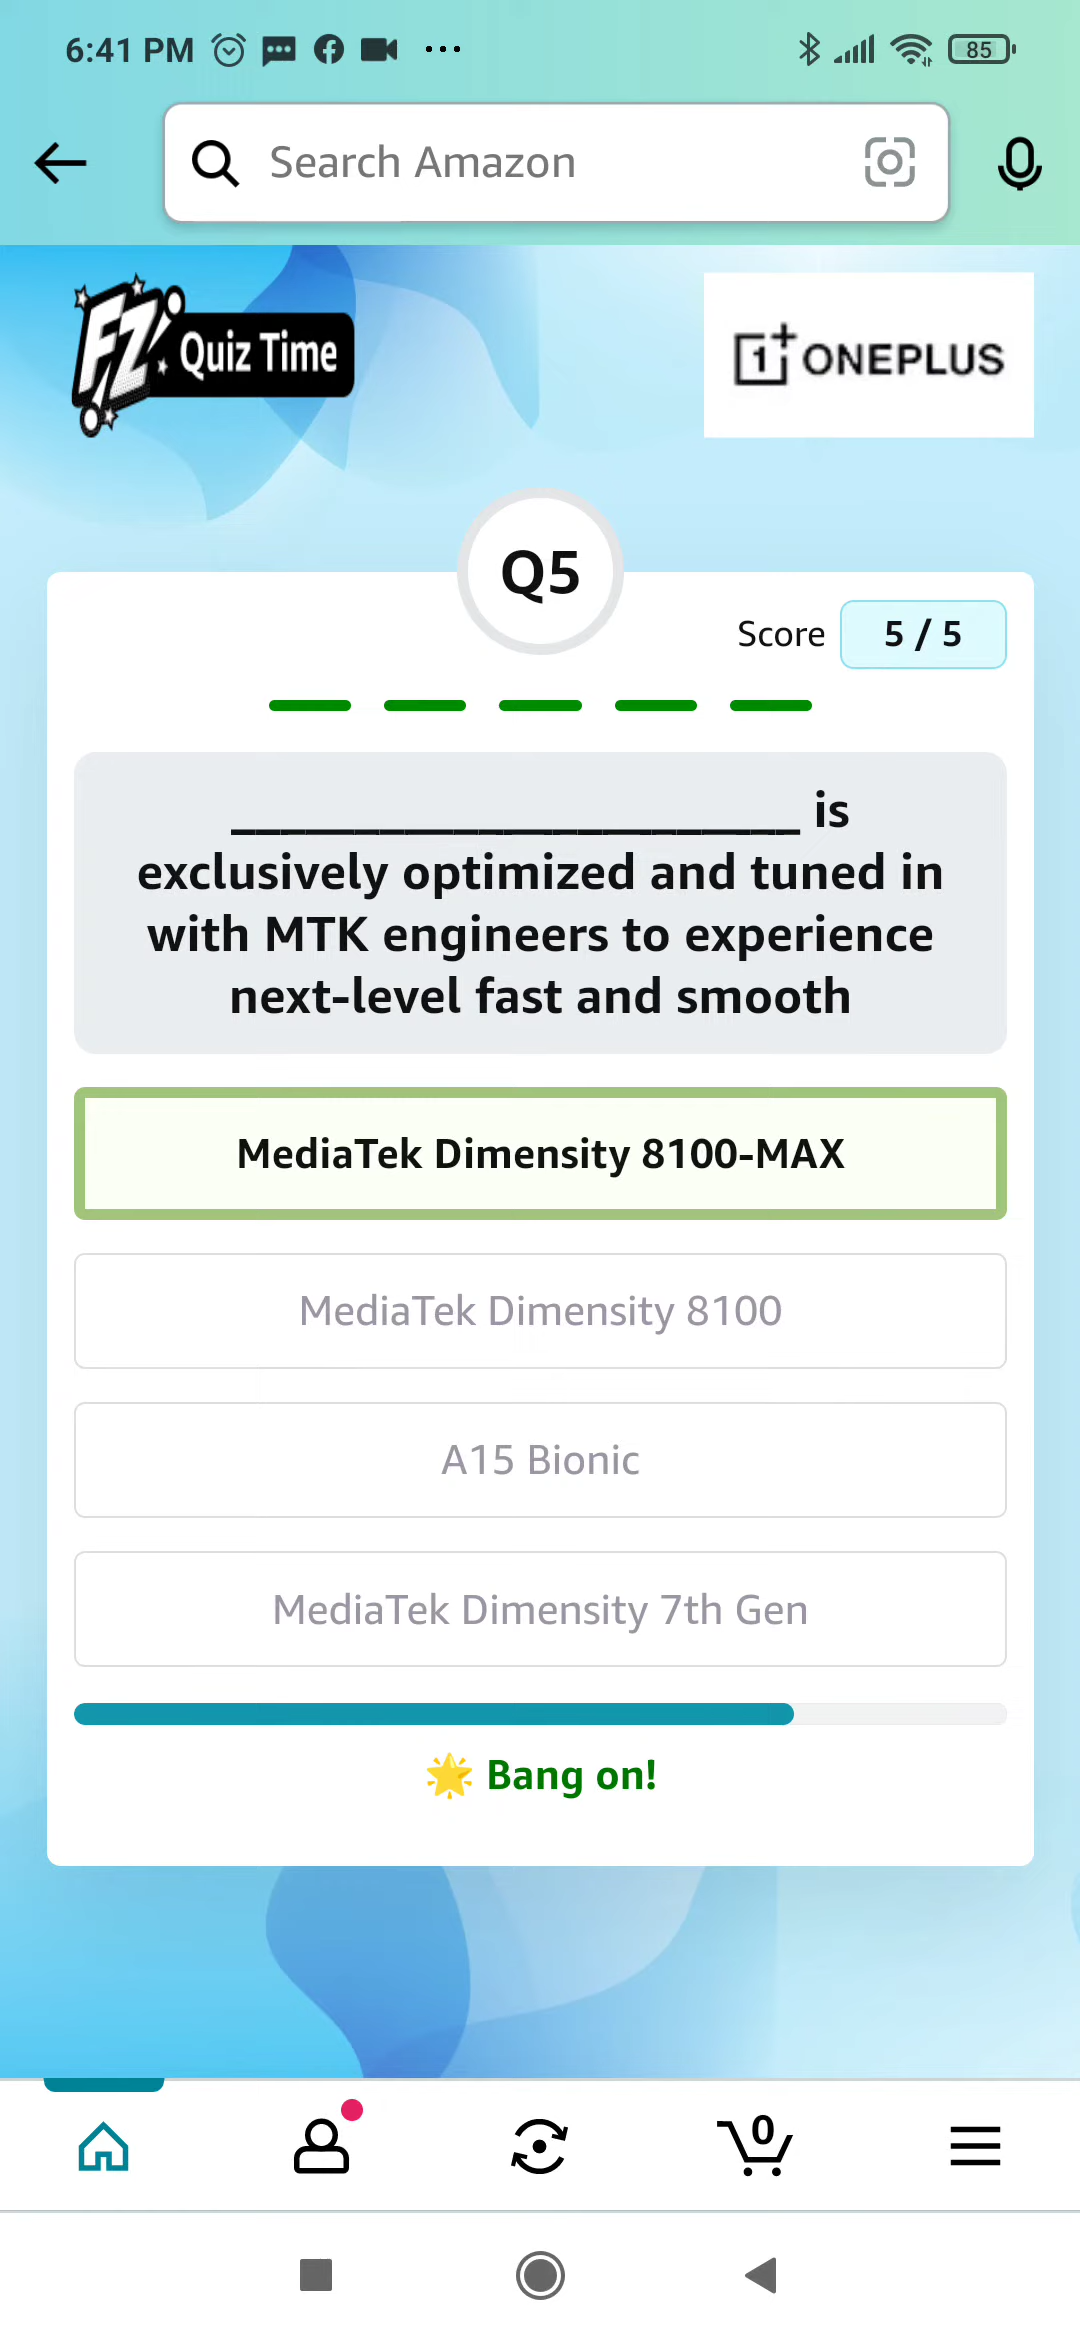 6:41 PM
85
Search Amazon
FZ Quiz Time
1+ ONEPLUS
Q5
Score 5 / 5
_______________________ is
exclusively optimized and tuned in
with MTK engineers to experience
next-level fast and smooth
MediaTek Dimensity 8100-MAX
MediaTek Dimensity 8100
A15 Bionic
MediaTek Dimensity 7th Gen
🌟 Bang on!
0